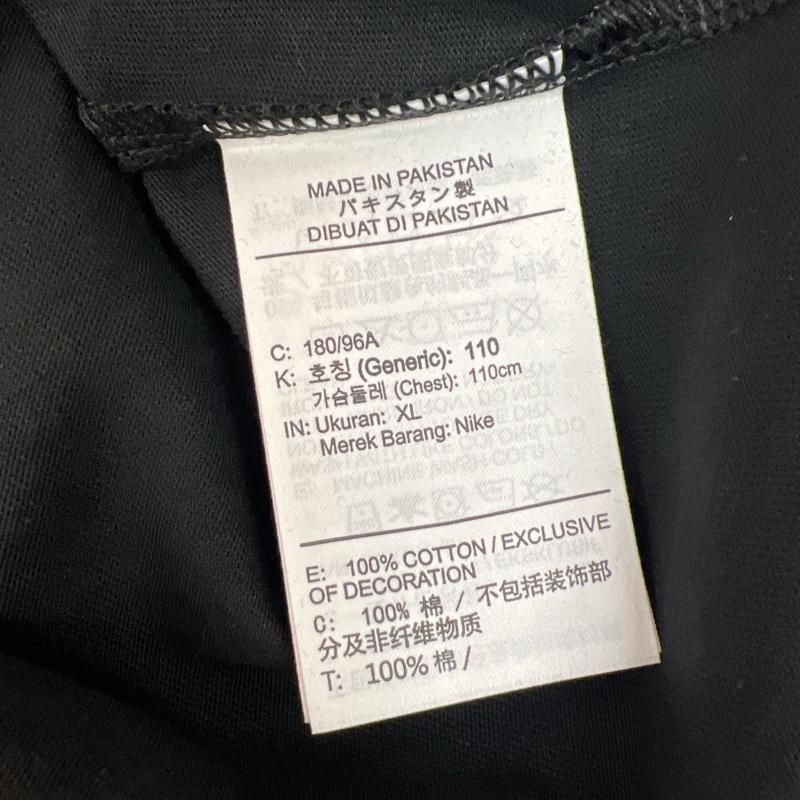 MADE IN PAKISTAN
パキスタン製
DIBUAT DI PAKISTAN
C: 180/96A
K: 호칭 (Generic): 110
가슴둘레 (Chest): 110cm
IN: Ukuran: XL
Merek Barang: Nike
E: 100% COTTON / EXCLUSIVE
OF DECORATION
C: 100% 棉 / 不包括装饰部
分及非纤维物质
T: 100% 棉 /